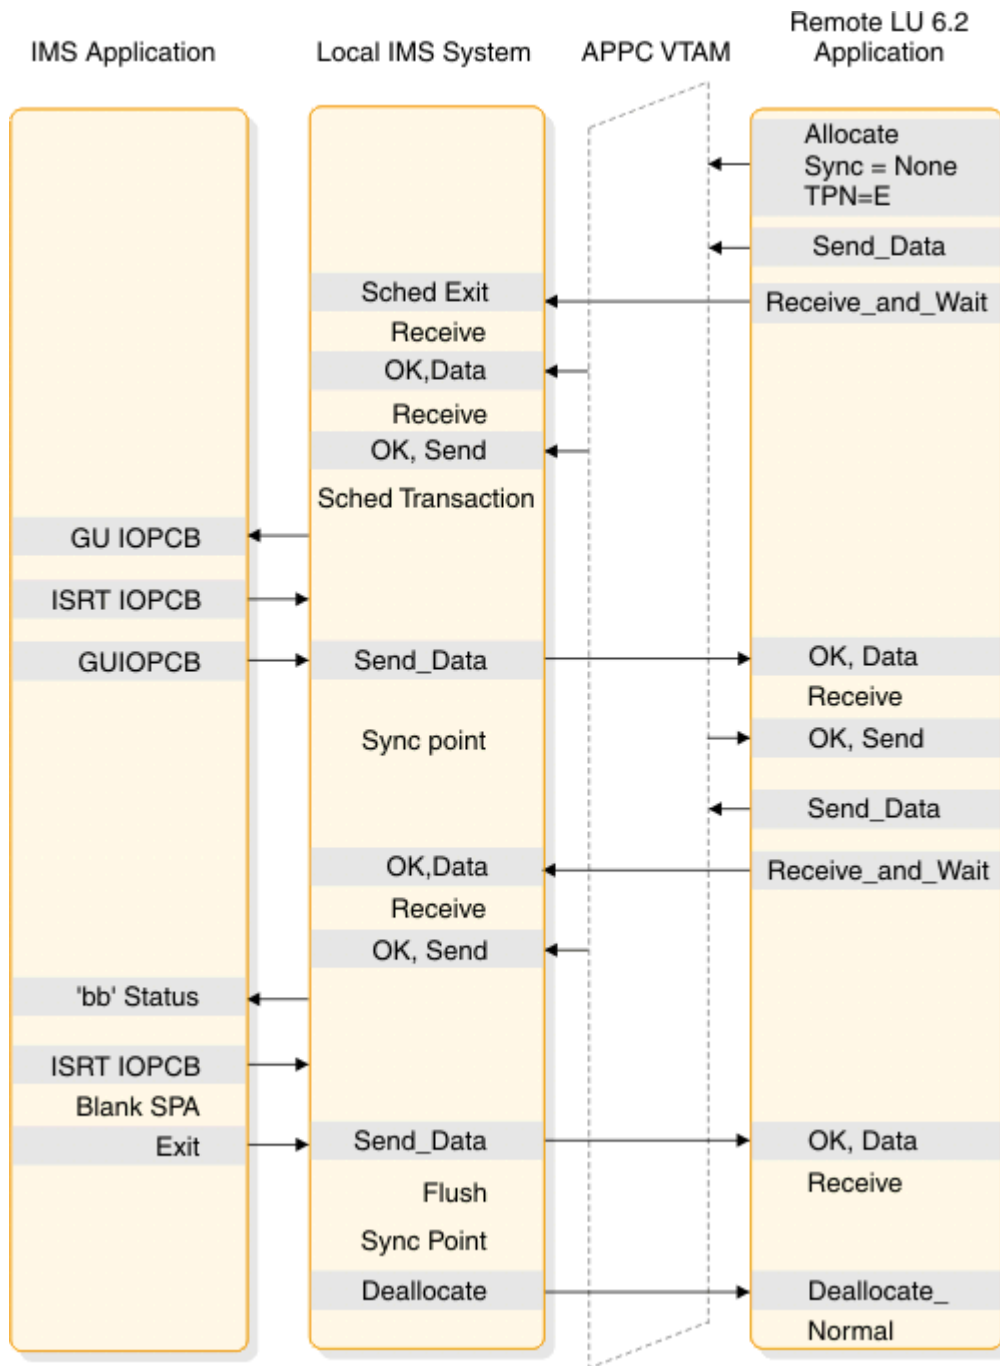 IMS Application
Local IMS System
APPC VTAM
Remote LU 6.2
Application
Allocate
Sync = None
TPN=E
Send_Data
Sched Exit
Receive_and_Wait
Receive
OK,Data
Receive
OK, Send
Sched Transaction
GU IOPCB
ISRT IOPCB
GUIOPCB
Send_Data
OK, Data
Receive
Sync point
OK, Send
Send_Data
OK,Data
Receive_and_Wait
Receive
OK, Send
'bb' Status
ISRT IOPCB
Blank SPA
Exit
Send_Data
OK, Data
Flush
Receive
Sync Point
Deallocate
Deallocate_
Normal